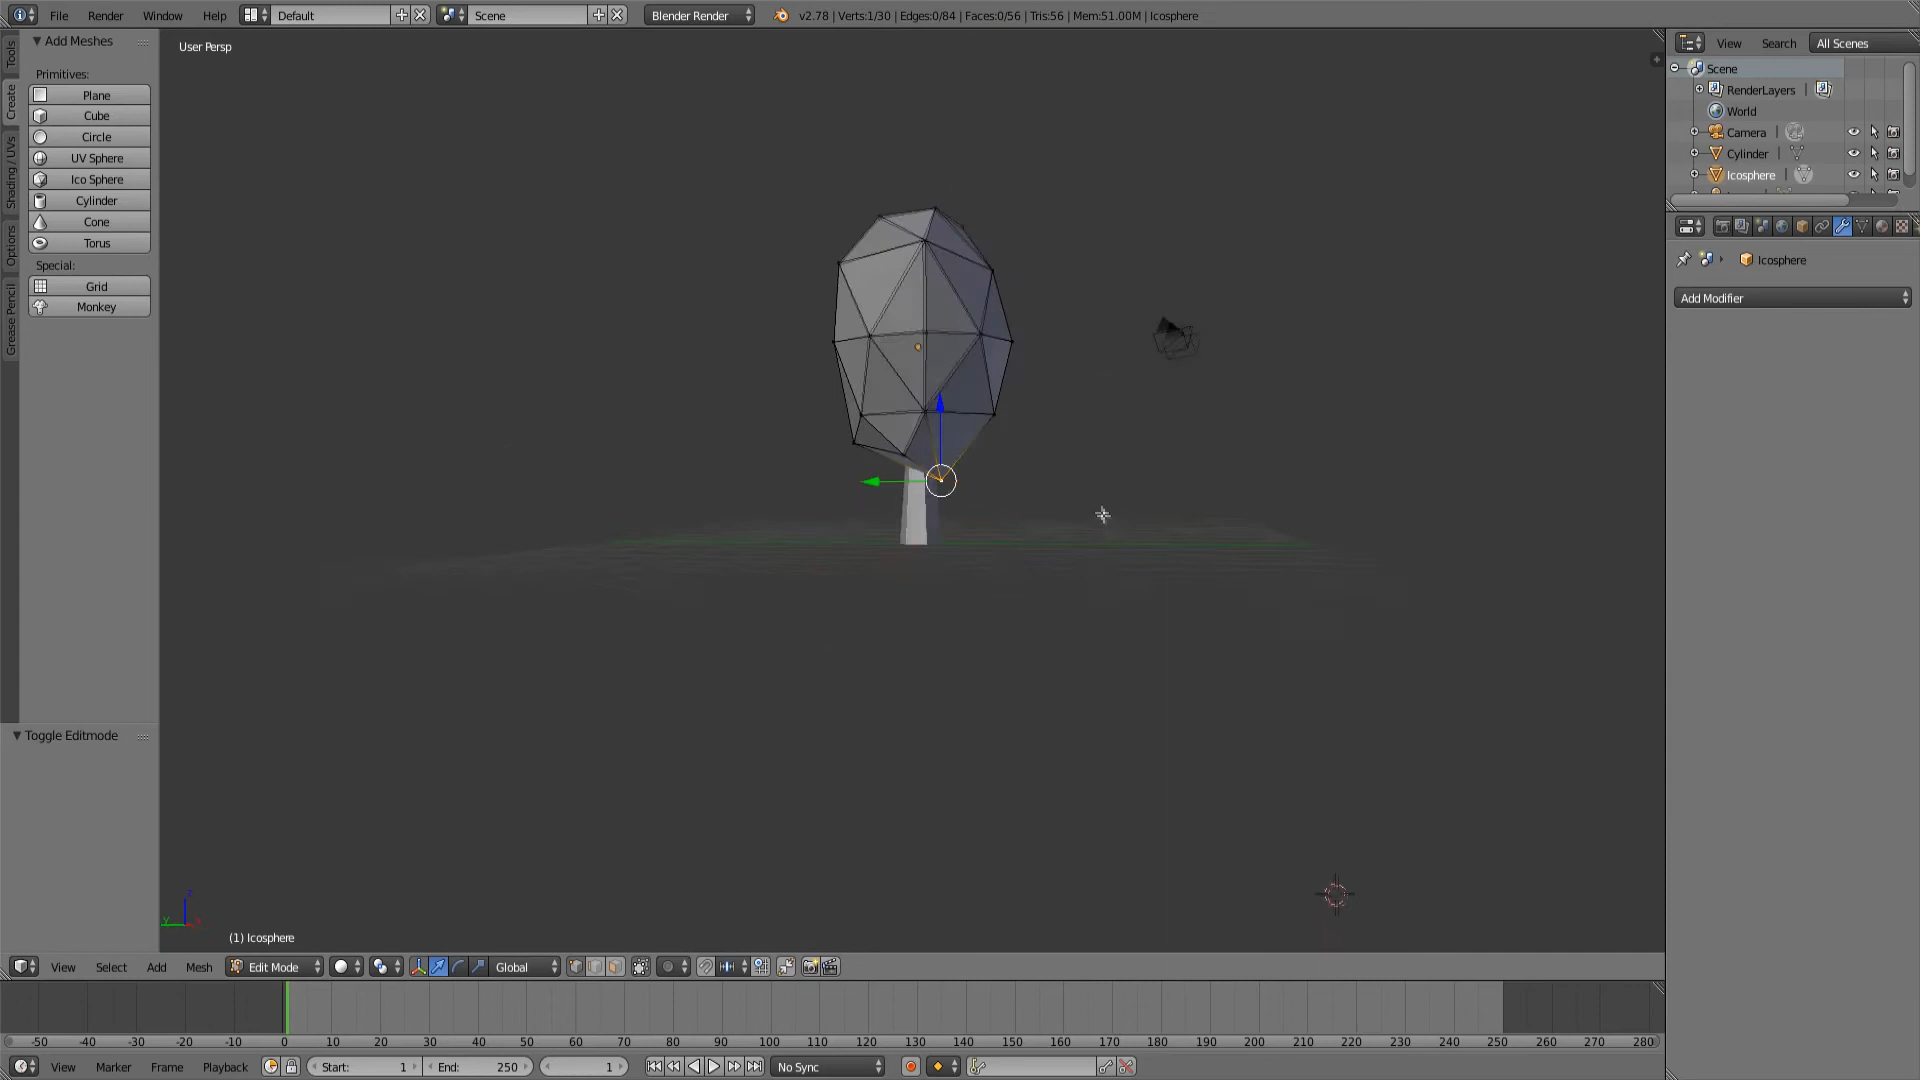 File Render Window Help Default Scene Blender Render v2.78 | Verts:1/30 | Edges:0/84 | Faces:0/56 | Tris:56 | Mem:51.00M | Icosphere
Tools
Create
Shading / UVs
Options
Grease Pencil
Add Meshes
Primitives:
Plane
Cube
Circle
UV Sphere
Ico Sphere
Cylinder
Cone
Torus
Special:
Grid
Monkey
Toggle Editmode
User Persp
z
y
x
(1) Icosphere
View Search All Scenes
Scene
RenderLayers |
World
Camera |
Cylinder |
Icosphere |
Icosphere
Add Modifier
View Select Add Mesh Edit Mode Global
-50 -40 -30 -20 -10 0 10 20 30 40 50 60 70 80 90 100 110 120 130 140 150 160 170 180 190 200 210 220 230 240 250 260 270 280
View Marker Frame Playback Start: 1 End: 250 1 No Sync